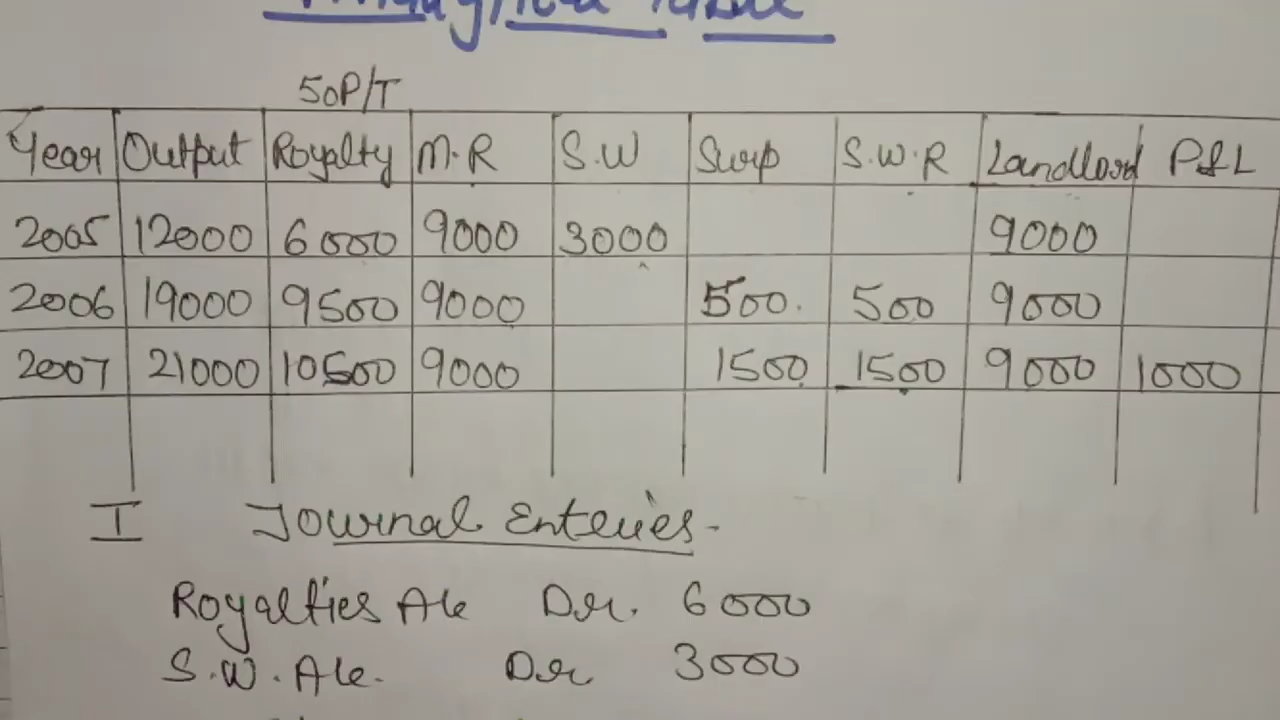 50P/T
Year Output Royalty M.R S.W Surp S.W.R Landlord P&L
2005 12000 6000 9000 3000 9000
2006 19000 9500 9000 500. 500 9000
2007 21000 10500 9000 1500 1500 9000 1000
I Journal Enteries-
Royalties A/c Dr. 6000
S.W. A/c. Dr 3000